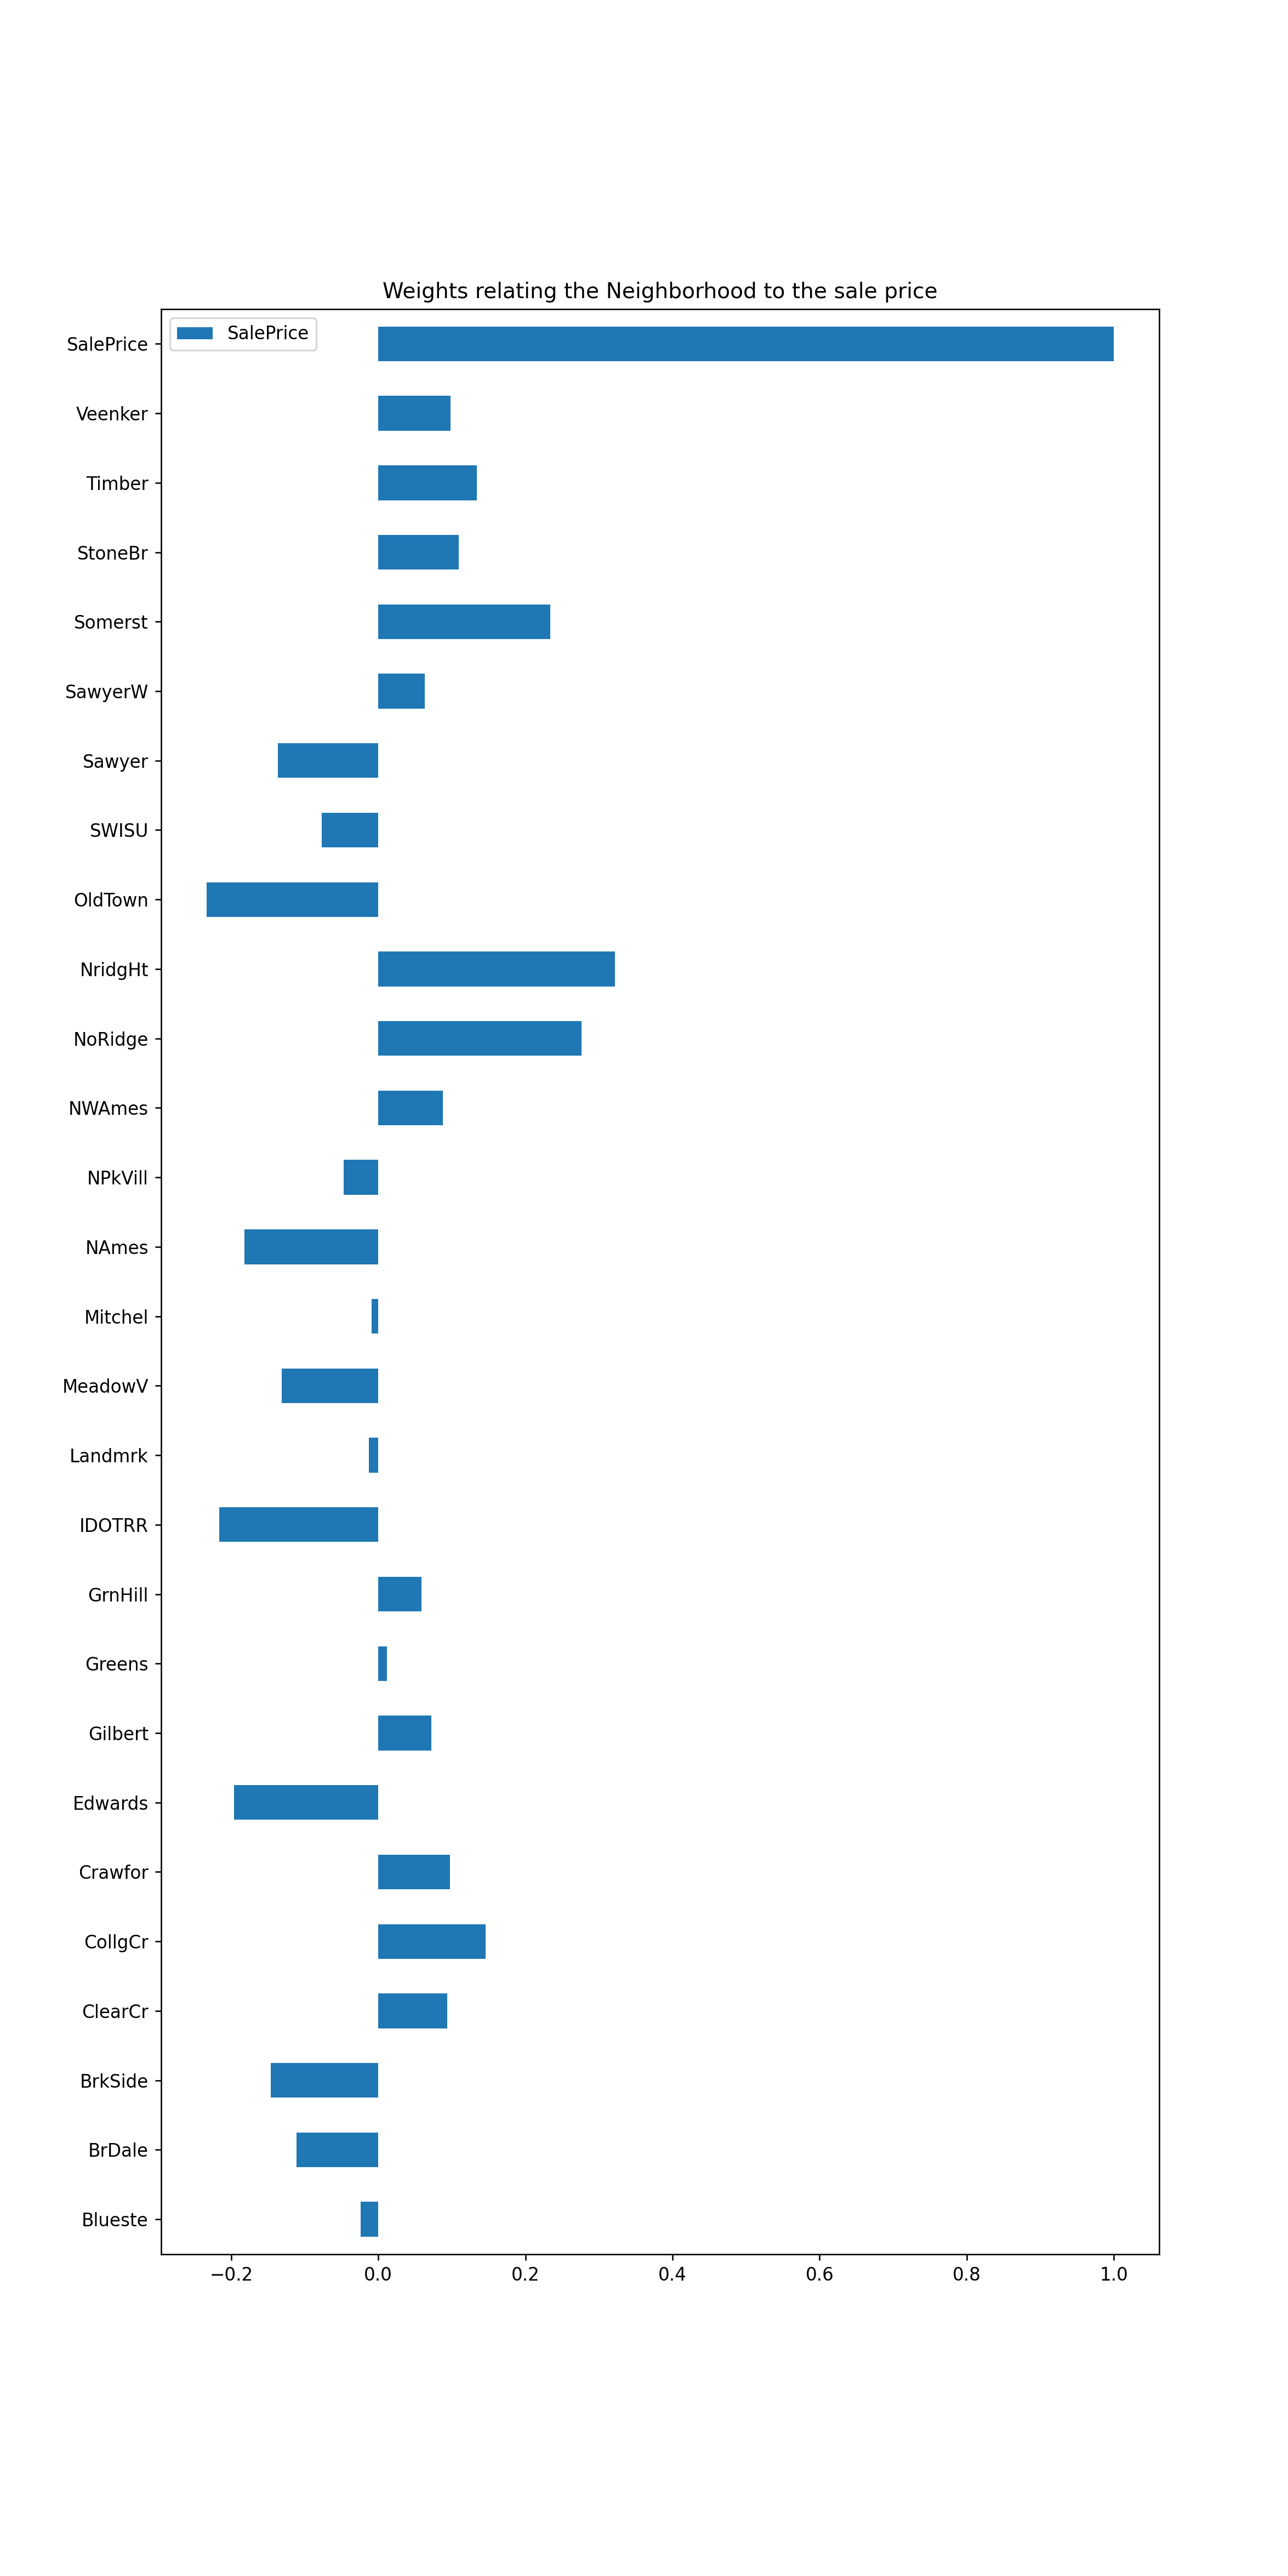 Weights relating the Neighborhood to the sale price
SalePrice
SalePrice
Veenker
Timber
StoneBr
Somerst
SawyerW
Sawyer
SWISU
OldTown
NridgHt
NoRidge
NWAmes
NPkVill
NAmes
Mitchel
MeadowV
Landmrk
IDOTRR
GrnHill
Greens
Gilbert
Edwards
Crawfor
CollgCr
ClearCr
BrkSide
BrDale
Blueste
−0.2 0.0 0.2 0.4 0.6 0.8 1.0